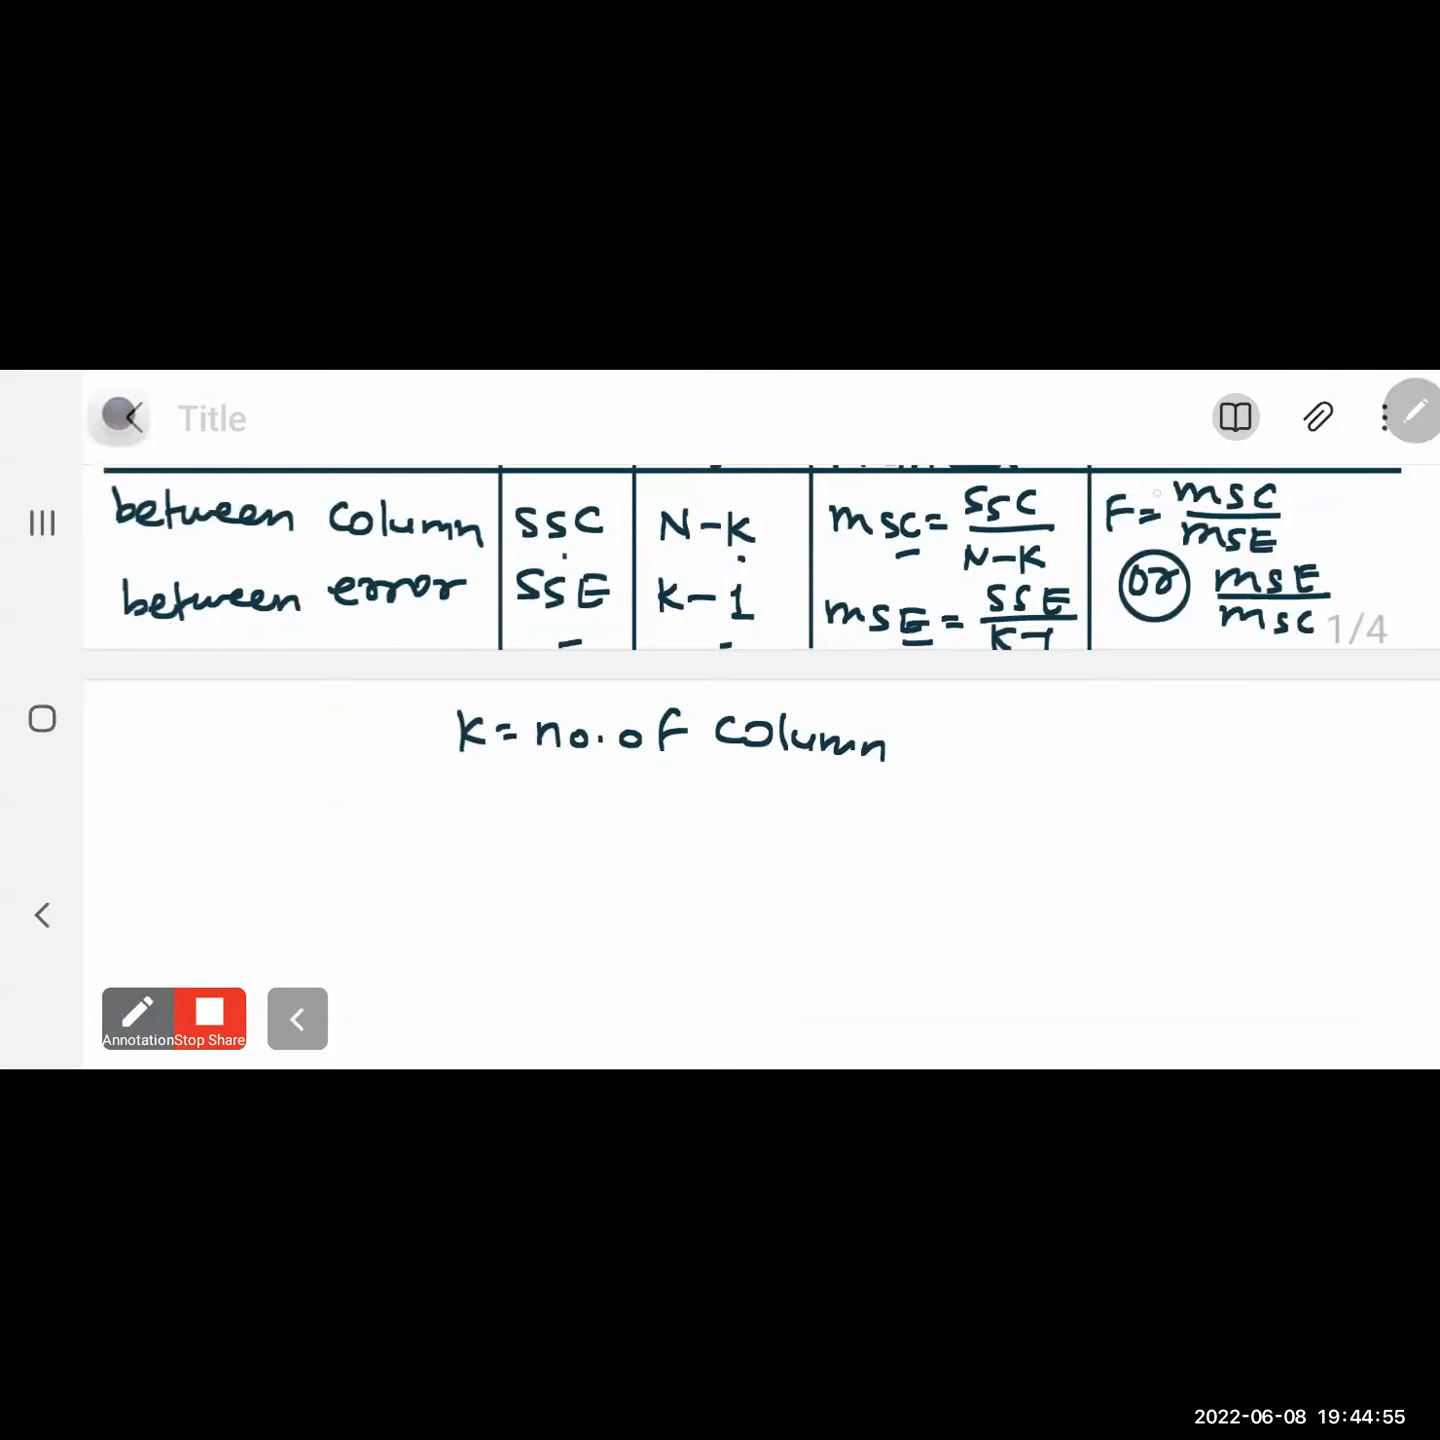 Title
between column SSC N-K MSC = SSC / N-K F = MSC / MSE
between error SSE K-1 MSE = SSE / K-1 or MSE / MSC
1/4
K = no. of column
Annotation Stop Share
2022-06-08 19:44:55